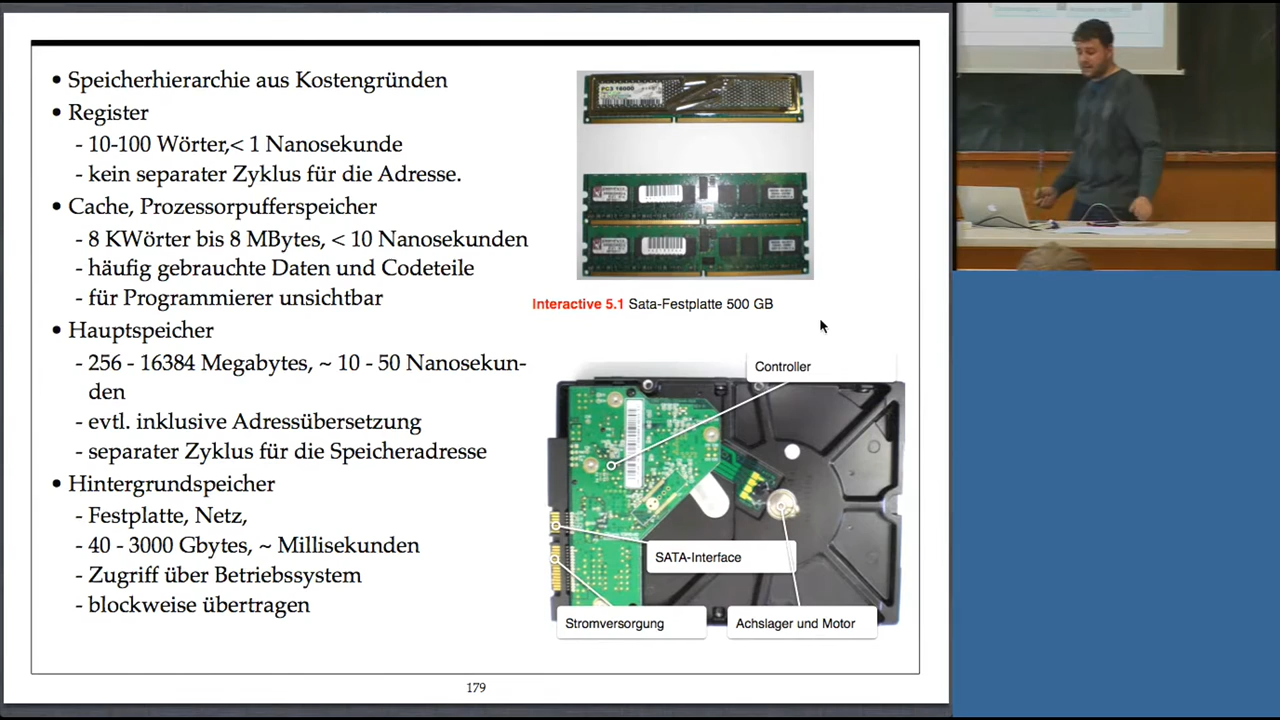 • Speicherhierarchie aus Kostengründen
• Register
- 10-100 Wörter,< 1 Nanosekunde
- kein separater Zyklus für die Adresse.
• Cache, Prozessorpufferspeicher
- 8 KWörter bis 8 MBytes, < 10 Nanosekunden
- häufig gebrauchte Daten und Codeteile
- für Programmierer unsichtbar
• Hauptspeicher
- 256 - 16384 Megabytes, ~ 10 - 50 Nanosekun-
den
- evtl. inklusive Adressübersetzung
- separater Zyklus für die Speicheradresse
• Hintergrundspeicher
- Festplatte, Netz,
- 40 - 3000 Gbytes, ~ Millisekunden
- Zugriff über Betriebssystem
- blockweise übertragen
Interactive 5.1 Sata-Festplatte 500 GB
Controller
SATA-Interface
Stromversorgung
Achslager und Motor
179